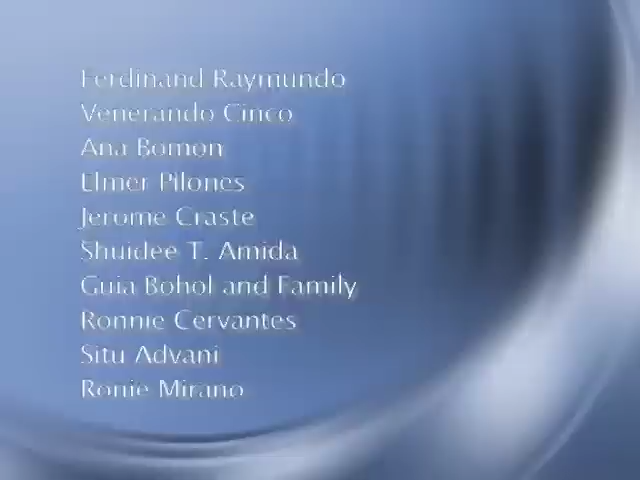 Ferdinand Raymundo
Venerando Cinco
Ana Bomon
Elmer Pilones
Jerome Craste
Shuidee T. Amida
Guia Bohol and Family
Ronnie Cervantes
Situ Advani
Ronie Mirano